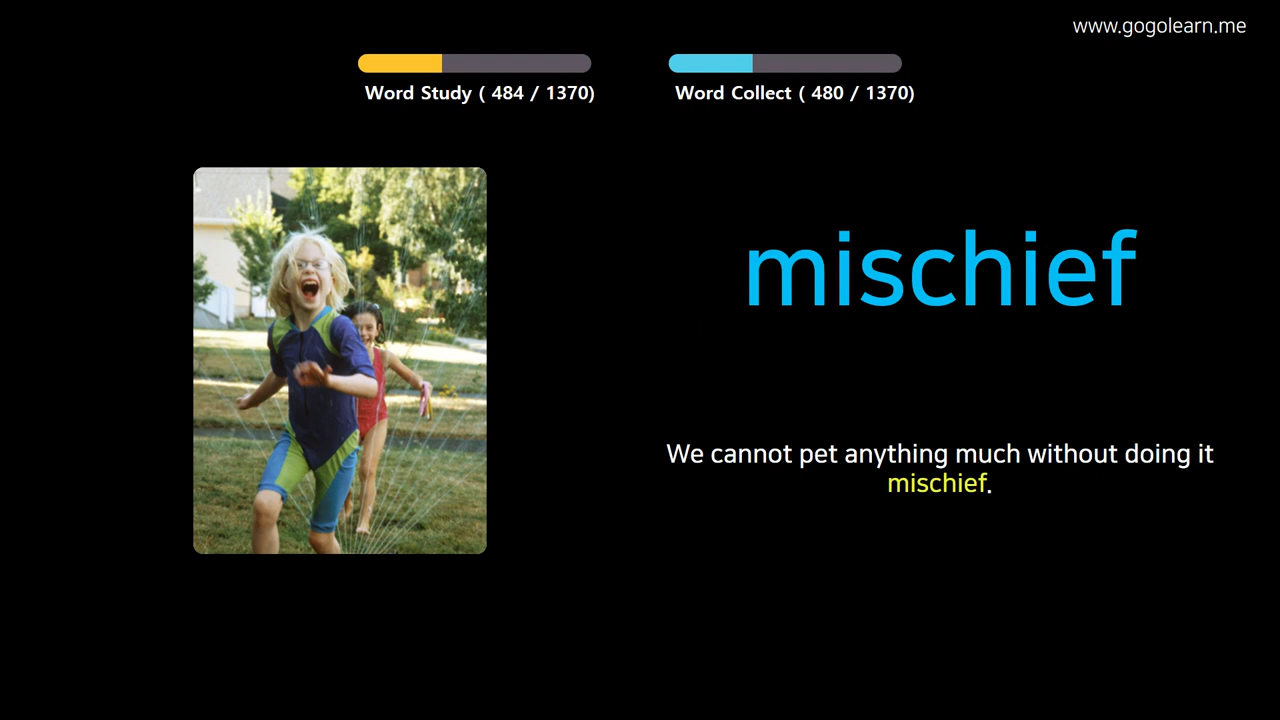 www.gogolearn.me
Word Study ( 484 / 1370)
Word Collect ( 480 / 1370)
mischief
We cannot pet anything much without doing it
mischief.